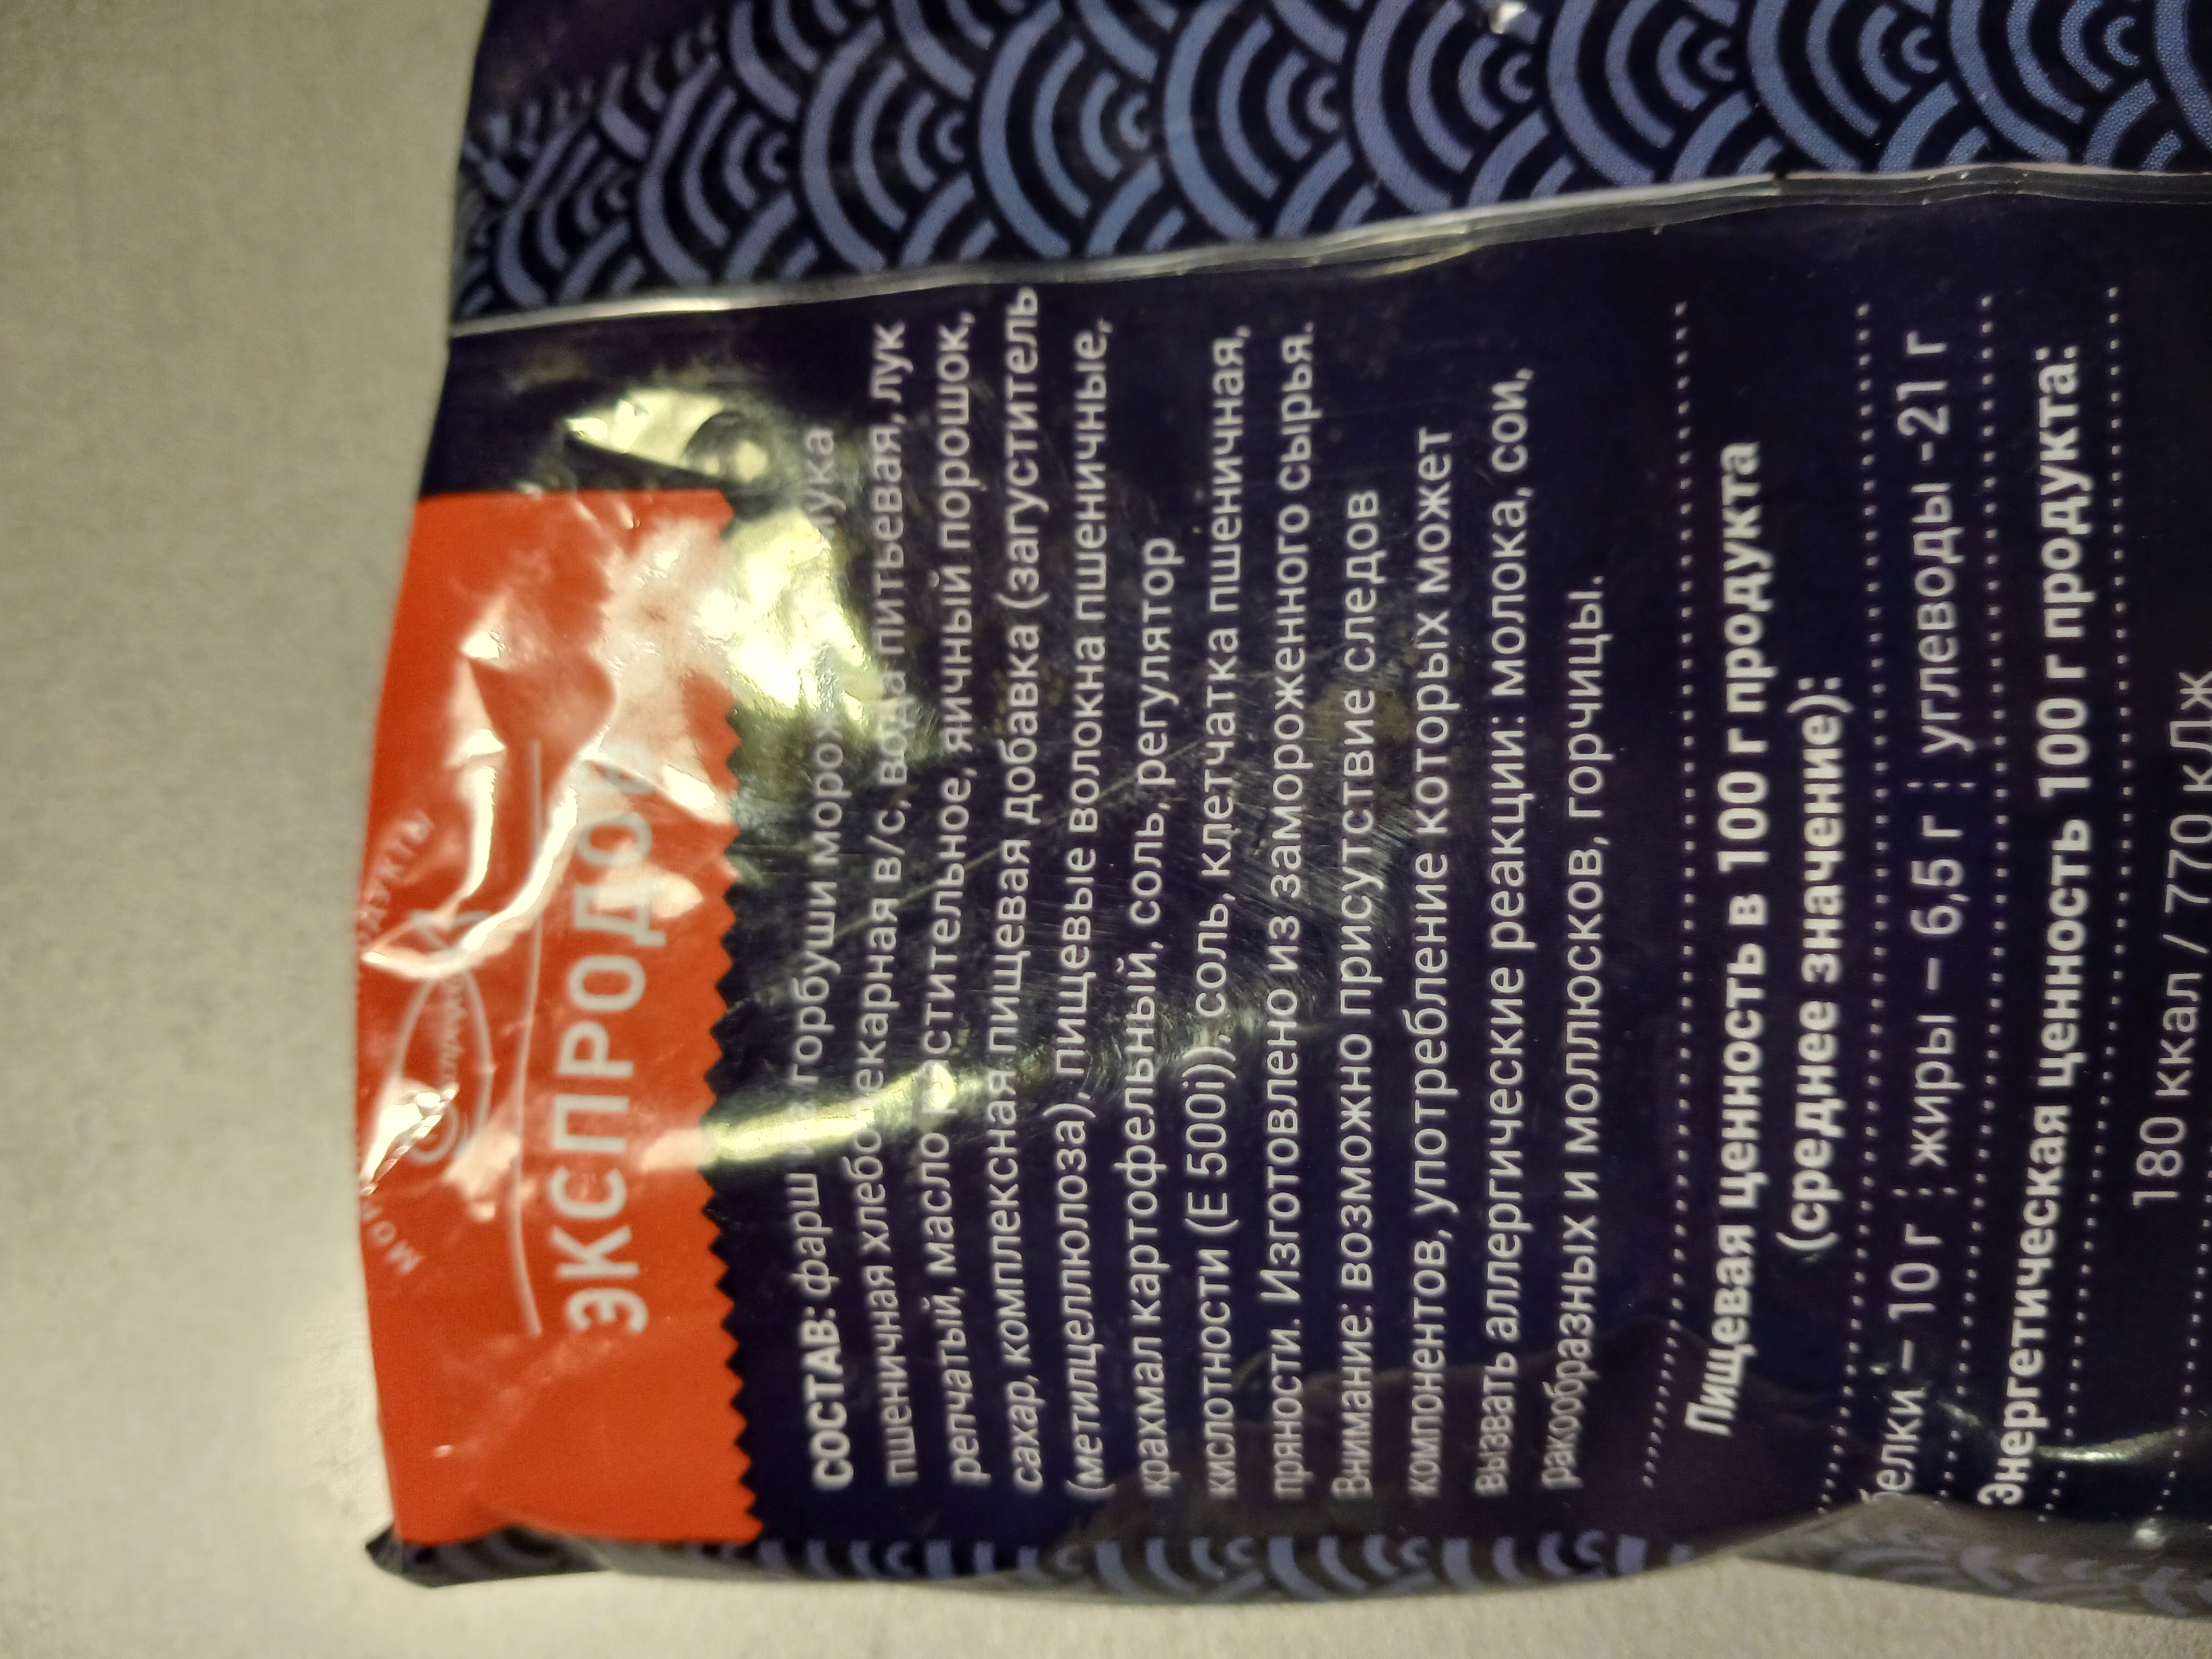 ЭКСПРОДОМ
СОСТАВ: фарш из горбуши мука
пшеничная хлебопекарная в/с, вода питьевая, лук
репчатый, масло растительное, яичный порошок,
сахар, комплексная пищевая добавка (загуститель
(метилцеллюлоза), пищевые волокна пшеничные,
крахмал картофельный, соль, регулятор
кислотности (Е 500i)), соль, клетчатка пшеничная,
пряности. Изготовлено из замороженного сырья.
Внимание: возможно присутствие следов
компонентов, употребление которых может
вызвать аллергические реакции: молока, сои,
ракообразных и моллюсков, горчицы.
Пищевая ценность в 100 г продукта
(среднее значение):
белки – 10 г жиры – 6,5 г углеводы -21 г
Энергетическая ценность 100 г продукта:
180 ккал / 770 кДж